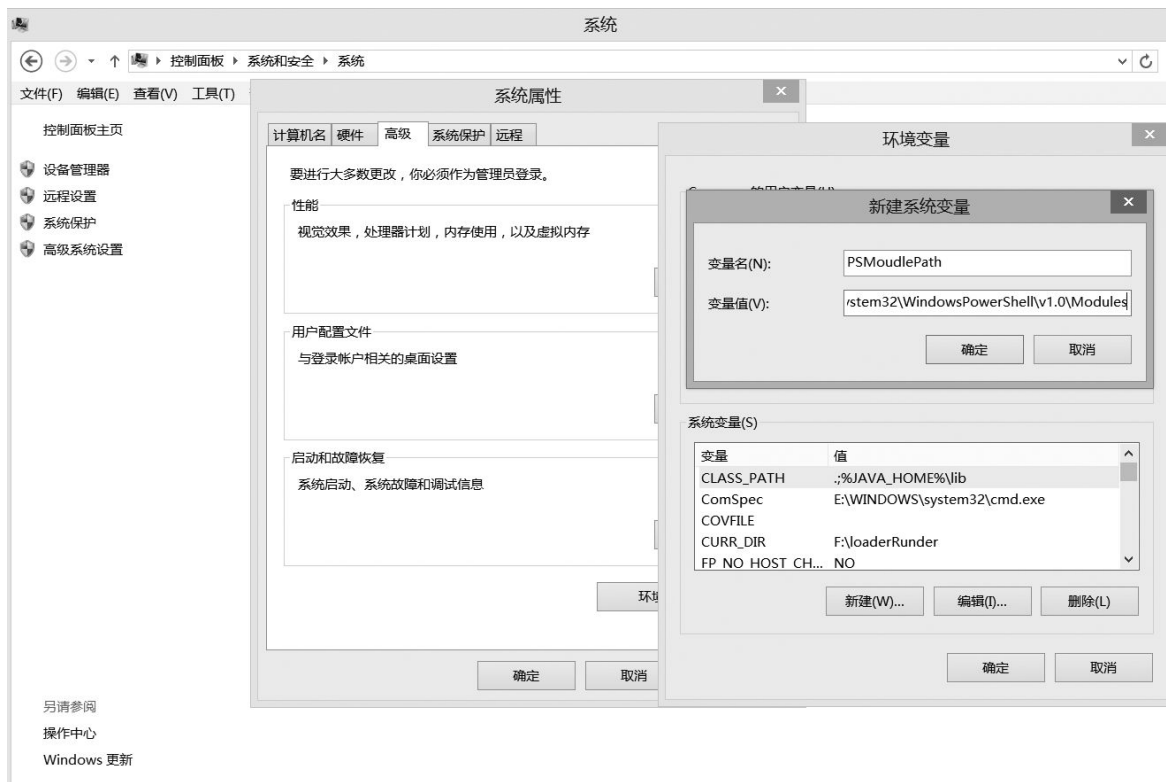 系统
控制面板 系统和安全 系统
文件(F) 编辑(E) 查看(V) 工具(T)
控制面板主页
设备管理器
远程设置
系统保护
高级系统设置
另请参阅
操作中心
Windows 更新
系统属性
计算机名 硬件 高级 系统保护 远程
要进行大多数更改，你必须作为管理员登录。
性能
视觉效果，处理器计划，内存使用，以及虚拟内存
用户配置文件
与登录帐户相关的桌面设置
启动和故障恢复
系统启动、系统故障和调试信息
环
确定 取消
环境变量
新建系统变量
变量名(N): PSMoudlePath
变量值(V): ystem32\WindowsPowerShell\v1.0\Modules
确定 取消
系统变量(S)
变量 值
CLASS_PATH .;%JAVA_HOME%\lib
ComSpec E:\WINDOWS\system32\cmd.exe
COVFILE
CURR_DIR F:\loaderRunder
FP_NO_HOST_CH... NO
新建(W)... 编辑(I)... 删除(L)
确定 取消